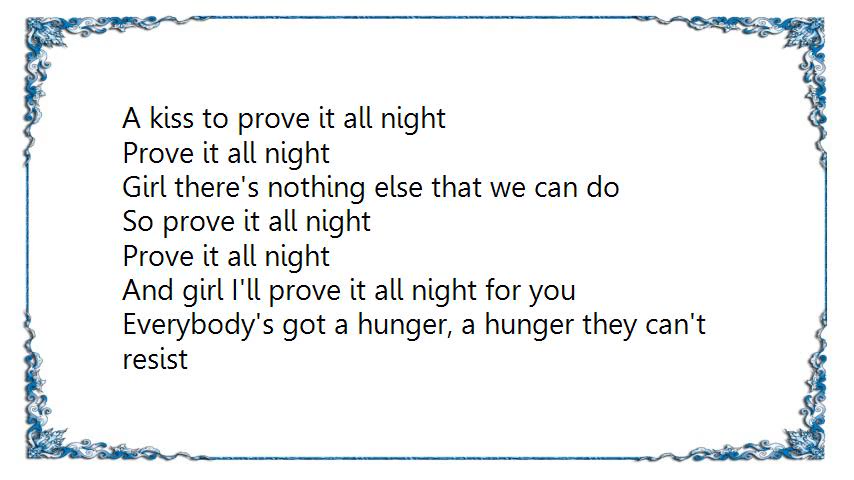 A kiss to prove it all night
Prove it all night
Girl there's nothing else that we can do
So prove it all night
Prove it all night
And girl I'll prove it all night for you
Everybody's got a hunger, a hunger they can't
resist